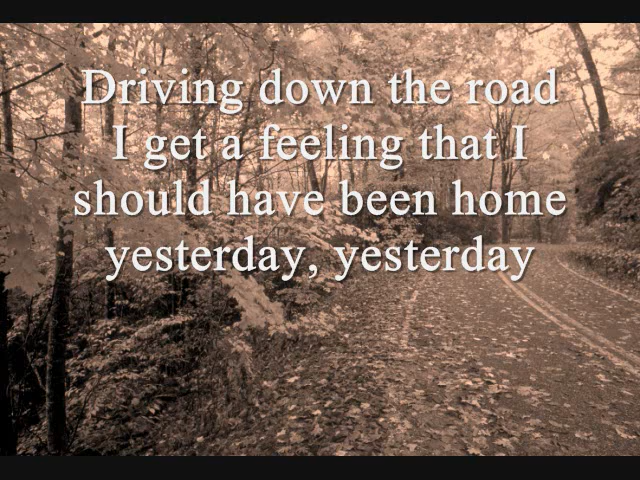 Driving down the road
I get a feeling that I
should have been home
yesterday, yesterday